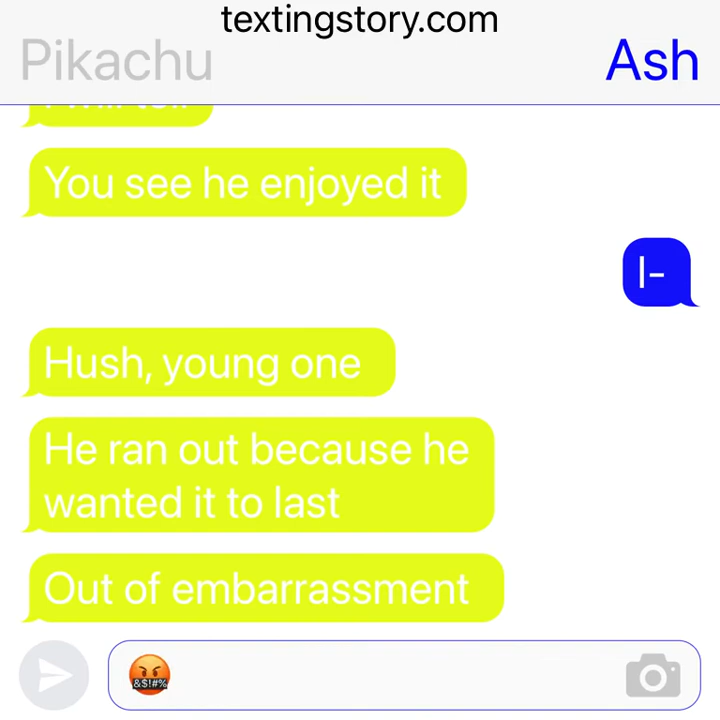 textingstory.com
Pikachu
Ash
You see he enjoyed it
I-
Hush, young one
He ran out because he
wanted it to last
Out of embarrassment
&$!#%